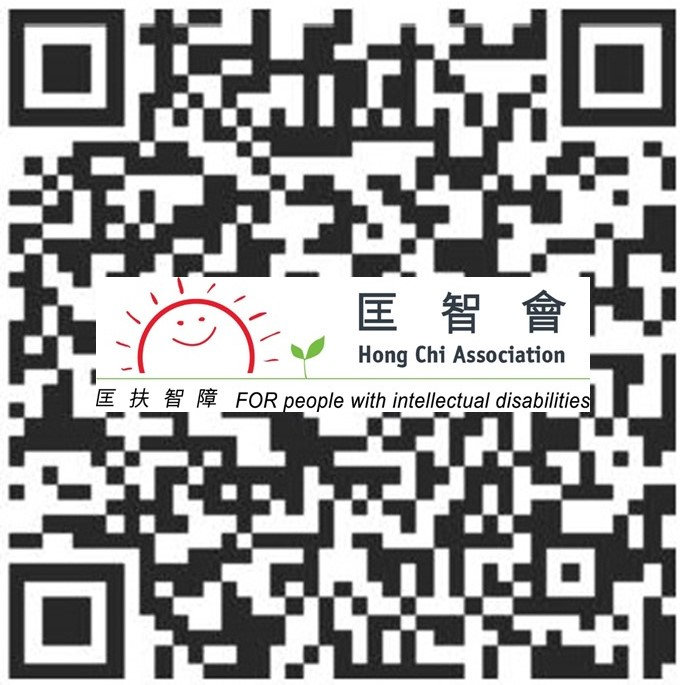 匡智會
Hong Chi Association
匡扶智障 FOR people with intellectual disabilities